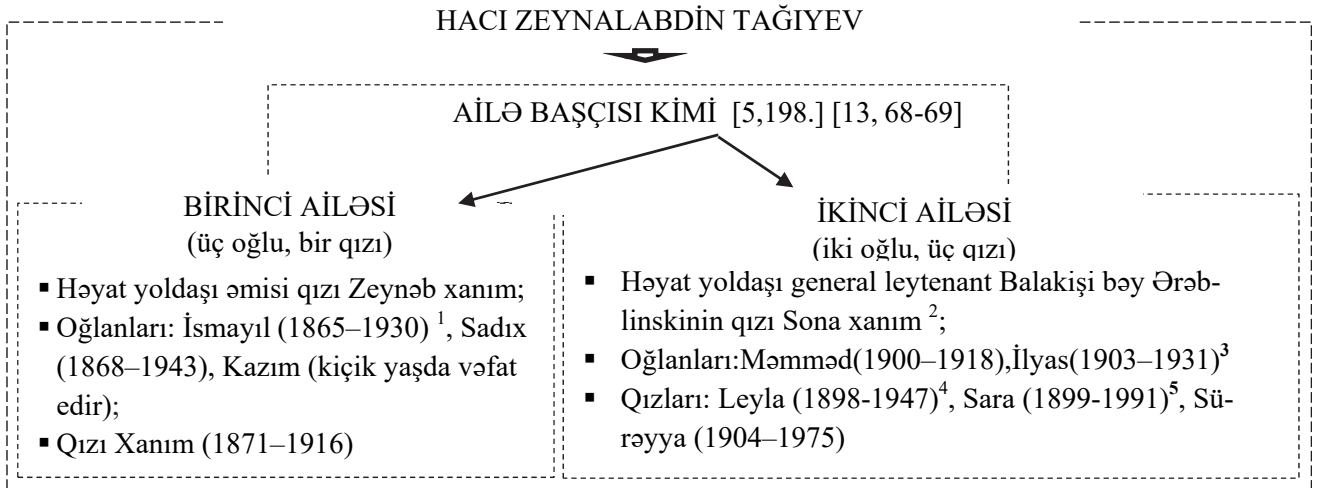 HACI ZEYNALABDİN TAĞIYEV
AİLƏ BAŞÇISI KİMİ [5,198.] [13, 68-69]
BİRİNCİ AİLƏSİ
(üç oğlu, bir qızı)
▪ Həyat yoldaşı əmisi qızı Zeynəb xanım;
▪ Oğlanları: İsmayıl (1865–1930) ¹, Sadıx
(1868–1943), Kazım (kiçik yaşda vəfat
edir);
▪ Qızı Xanım (1871–1916)
İKİNCİ AİLƏSİ
(iki oğlu, üç qızı)
▪ Həyat yoldaşı general leytenant Balakişi bəy Ərəb-
linskinin qızı Sona xanım ²;
▪ Oğlanları:Məmməd(1900–1918),İlyas(1903–1931)³
▪ Qızları: Leyla (1898-1947)⁴, Sara (1899-1991)⁵, Sü-
rəyya (1904–1975)